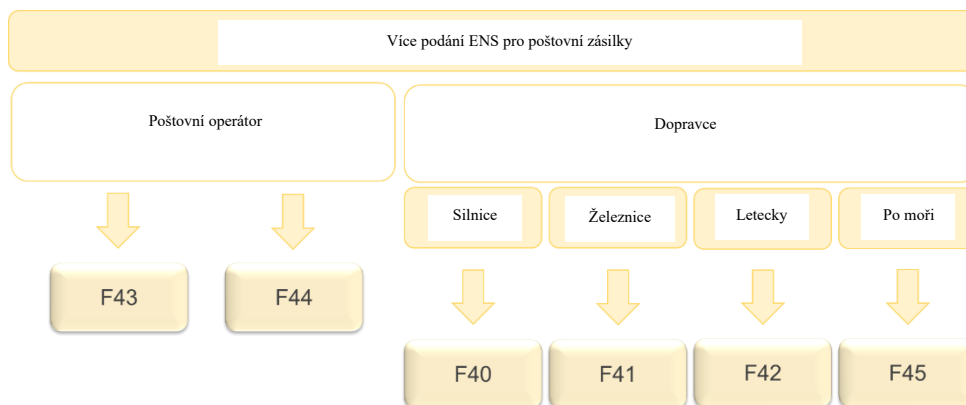 Více podání ENS pro poštovní zásilky
Poštovní operátor
Dopravce
Silnice
Železnice
Letecky
Po moři
F43
F44
F40
F41
F42
F45